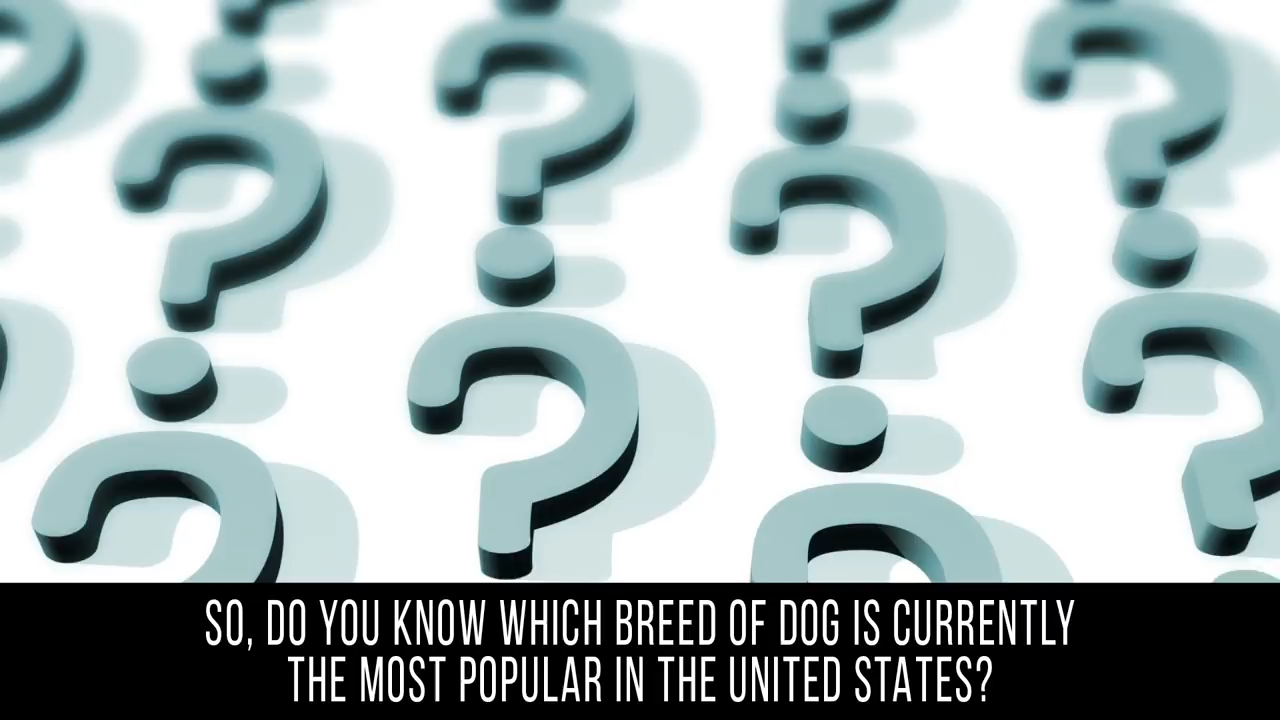 SO, DO YOU KNOW WHICH BREED OF DOG IS CURRENTLY
THE MOST POPULAR IN THE UNITED STATES?